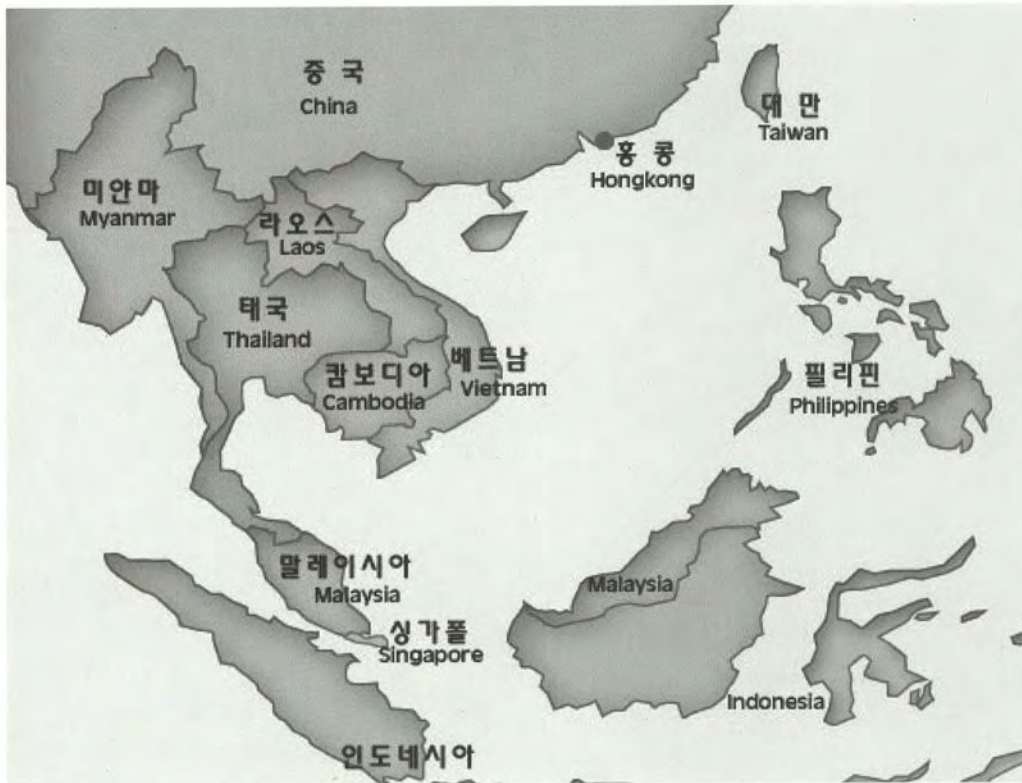 중국
China
대만
Taiwan
홍콩
Hongkong
미얀마
Myanmar
라오스
Laos
태국
Thailand
베트남
Vietnam
캄보디아
Cambodia
필리핀
Philippines
말레이시아
Malaysia
Malaysia
싱가폴
Singapore
Indonesia
인도네시아